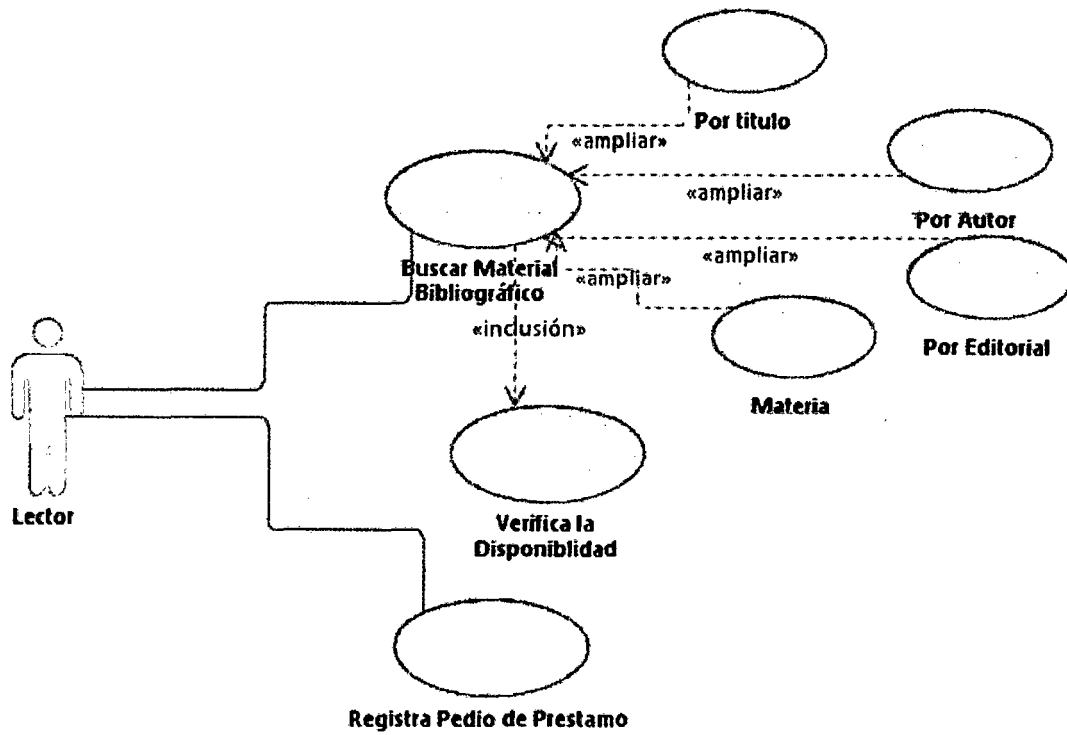 Por titulo
«ampliar»
«ampliar»
Por Autor
Buscar Material
Bibliográfico
«ampliar»
«ampliar»
«inclusión»
Por Editorial
Materia
Lector
Verifica la
Disponiblidad
Registra Pedio de Prestamo